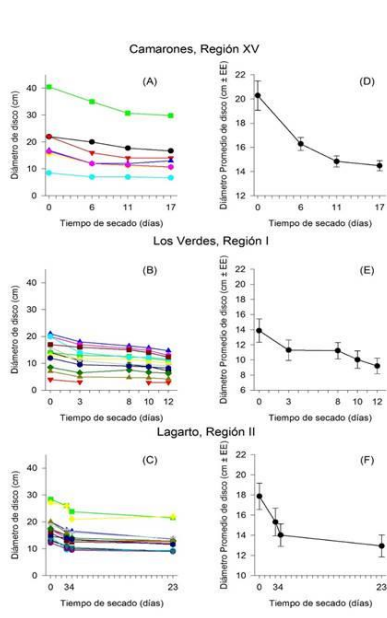 Camarones, Región XV
Diámetro de disco (cm)
40
30
20
10
0
(A)
0 6 11 17
Tiempo de secado (días)
Diámetro Promedio de disco (cm ± EE)
22
20
18
16
14
12
(D)
0 6 11 17
Tiempo de secado (días)
Los Verdes, Región I
Diámetro de disco (cm)
40
30
20
10
0
(B)
0 3 8 10 12
Tiempo de secado (días)
Diámetro Promedio de disco (cm ± EE)
22
20
18
16
14
12
10
8
6
(E)
0 3 8 10 12
Tiempo de secado (días)
Lagarto, Región II
Diámetro de disco (cm)
40
30
20
10
0
(C)
0 34 23
Tiempo de secado (días)
Diámetro Promedio de disco (cm ± EE)
22
20
18
16
14
12
10
(F)
0 34 23
Tiempo de secado (días)